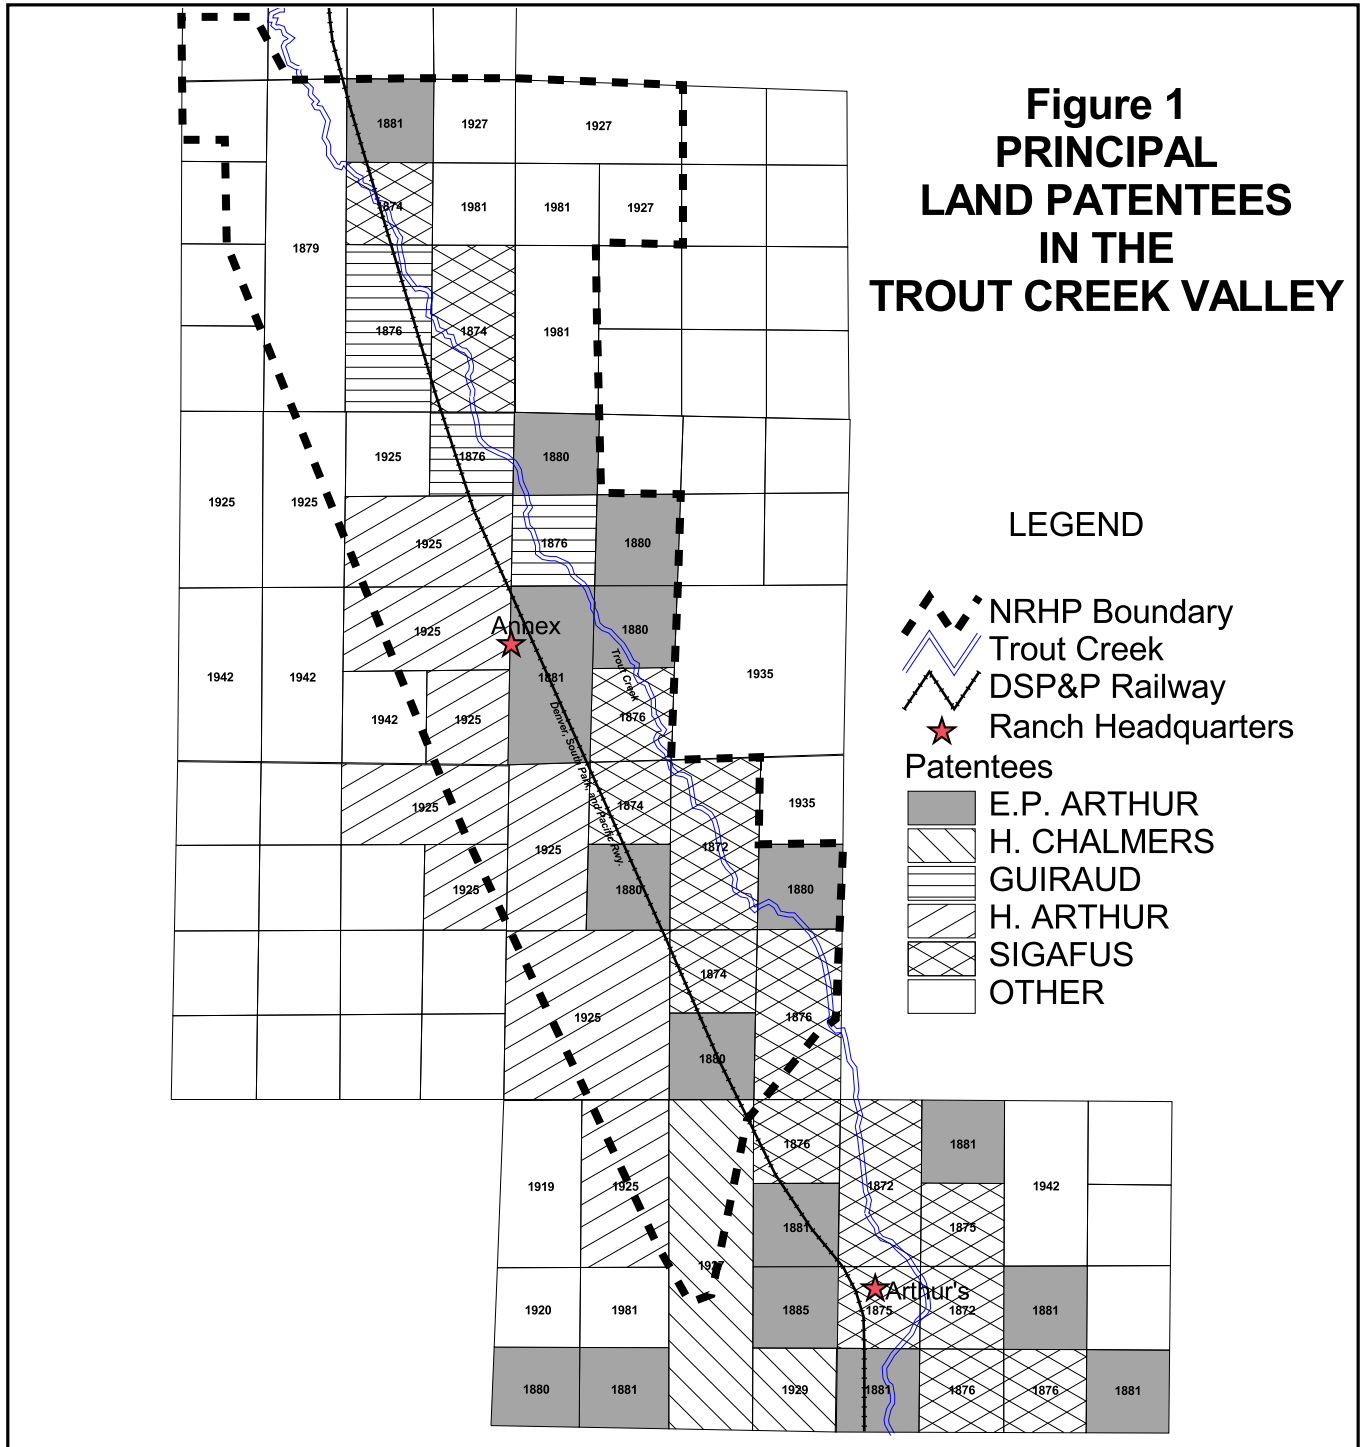 Figure 1
PRINCIPAL
LAND PATENTEES
IN THE
TROUT CREEK VALLEY
1881
1927
1927
1874
1981
1981
1927
1879
1876
1874
1981
1925
1876
1880
1925
1925
1925
1876
1880
LEGEND
NRHP Boundary
Trout Creek
DSP&P Railway
Ranch Headquarters
Patentees
E.P. ARTHUR
H. CHALMERS
GUIRAUD
H. ARTHUR
SIGAFUS
OTHER
1925
Annex
1880
1942
1942
1881
Trout Creek
1935
1942
1925
1876
Denver, South Park, and Pacific Rwy.
1925
1874
1935
1925
1872
1925
1880
1880
1874
1925
1876
1880
1876
1881
1919
1925
1872
1942
1881
1875
1927
Arthur's
1920
1981
1885
1875
1872
1881
1880
1881
1929
1881
1876
1876
1881